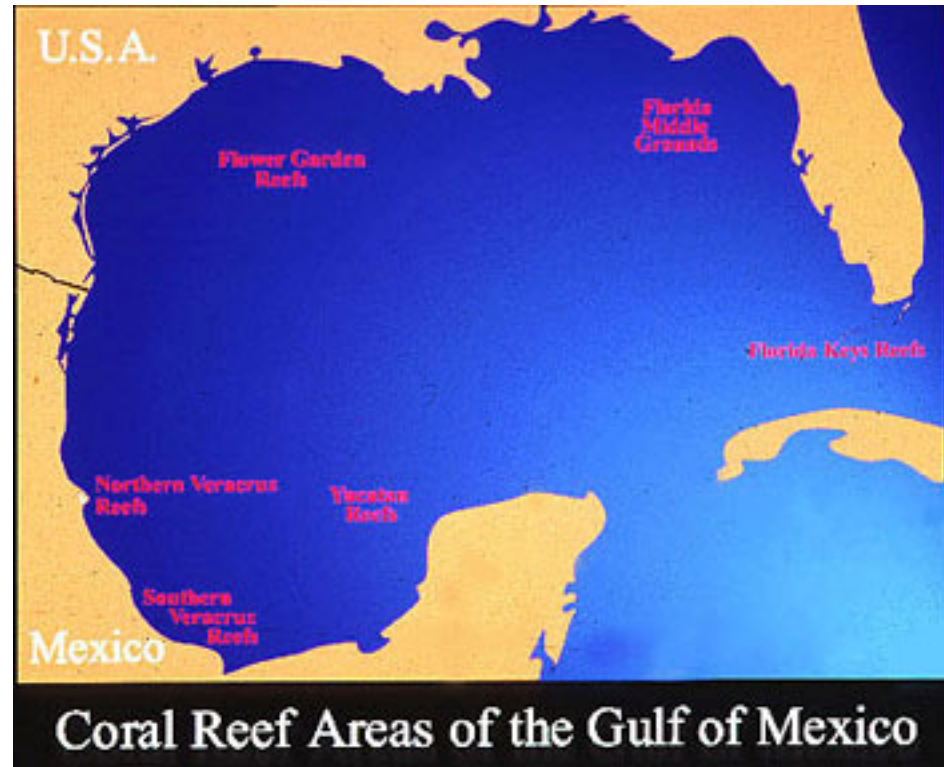 U.S.A.
Florida
Middle
Grounds
Flower Garden
Reefs
Florida Keys Reefs
Northern Veracruz
Reefs
Yucatan
Reefs
Southern
Veracruz
Reefs
Mexico
Coral Reef Areas of the Gulf of Mexico